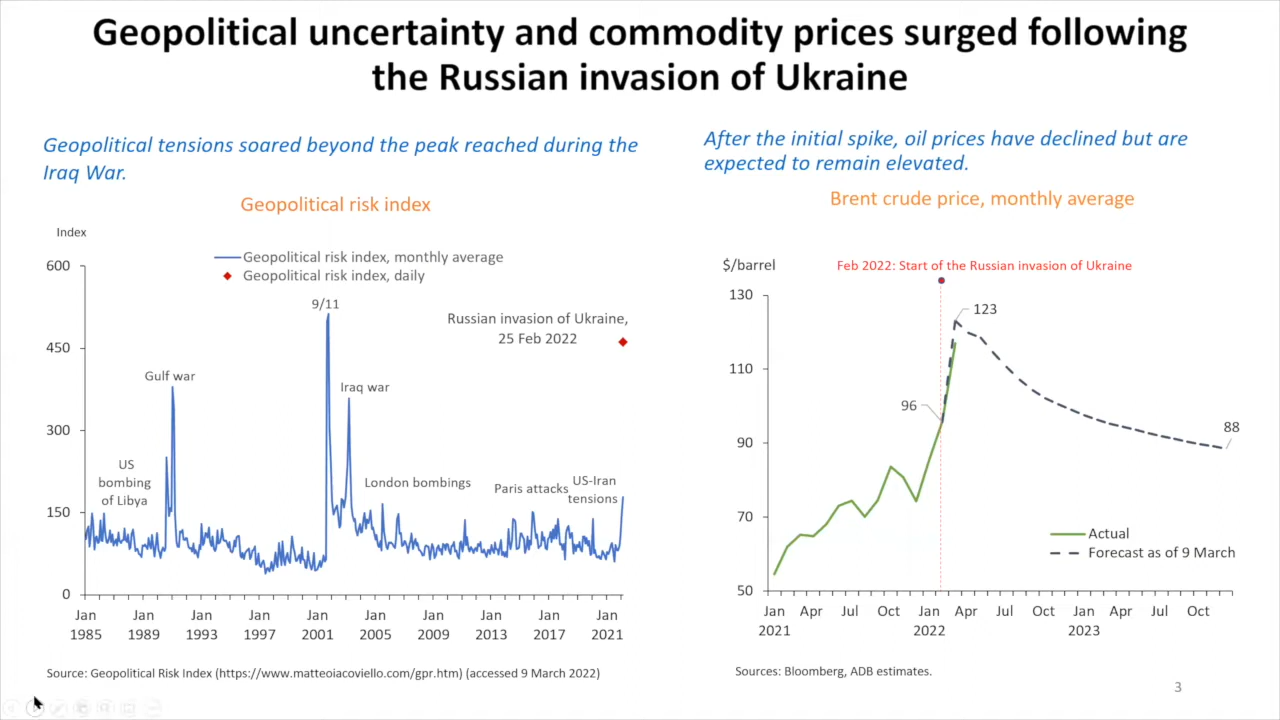 Geopolitical uncertainty and commodity prices surged following
the Russian invasion of Ukraine
Geopolitical tensions soared beyond the peak reached during the
Iraq War.
Geopolitical risk index
Index
Geopolitical risk index, monthly average
Geopolitical risk index, daily
600
450
300
150
0
9/11
Russian invasion of Ukraine,
25 Feb 2022
Gulf war
Iraq war
US
bombing
of Libya
London bombings
Paris attacks
US-Iran
tensions
Jan Jan Jan Jan Jan Jan Jan Jan Jan Jan
1985 1989 1993 1997 2001 2005 2009 2013 2017 2021
Source: Geopolitical Risk Index (https://www.matteoiacoviello.com/gpr.htm) (accessed 9 March 2022)
After the initial spike, oil prices have declined but are
expected to remain elevated.
Brent crude price, monthly average
$/barrel
Feb 2022: Start of the Russian invasion of Ukraine
130
110
90
70
50
123
96
88
Actual
Forecast as of 9 March
Jan Apr Jul Oct Jan Apr Jul Oct Jan Apr Jul Oct
2021 2022 2023
Sources: Bloomberg, ADB estimates.
3